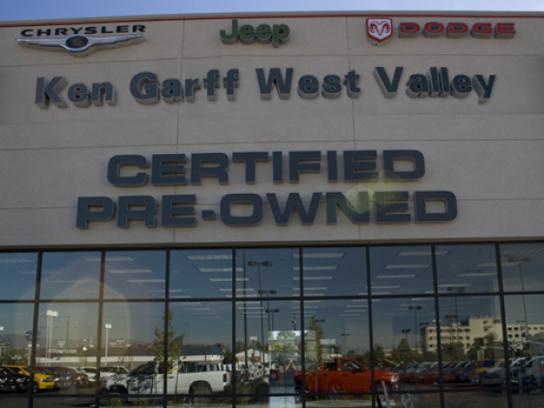 CHRYSLER Jeep DODGE
Ken Garff West Valley
CERTIFIED
PRE-OWNED